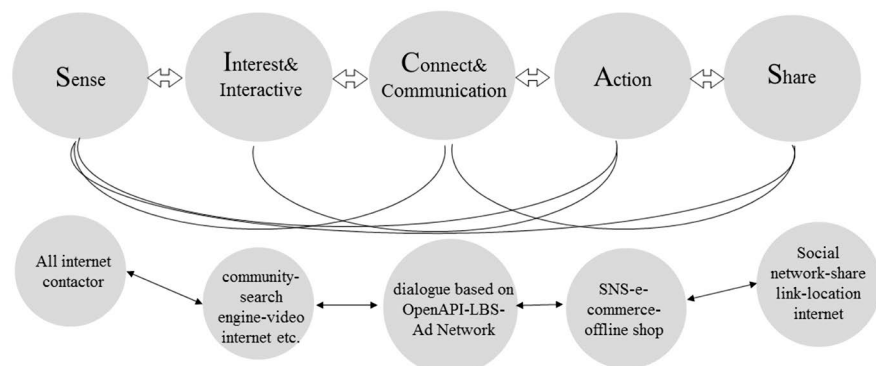 Sense
Interest&
Interactive
Connect&
Communication
Action
Share
All internet
contactor
community-
search
engine-video
internet etc.
dialogue based on
OpenAPI-LBS-
Ad Network
SNS-e-
commerce-
offline shop
Social
network-share
link-location
internet